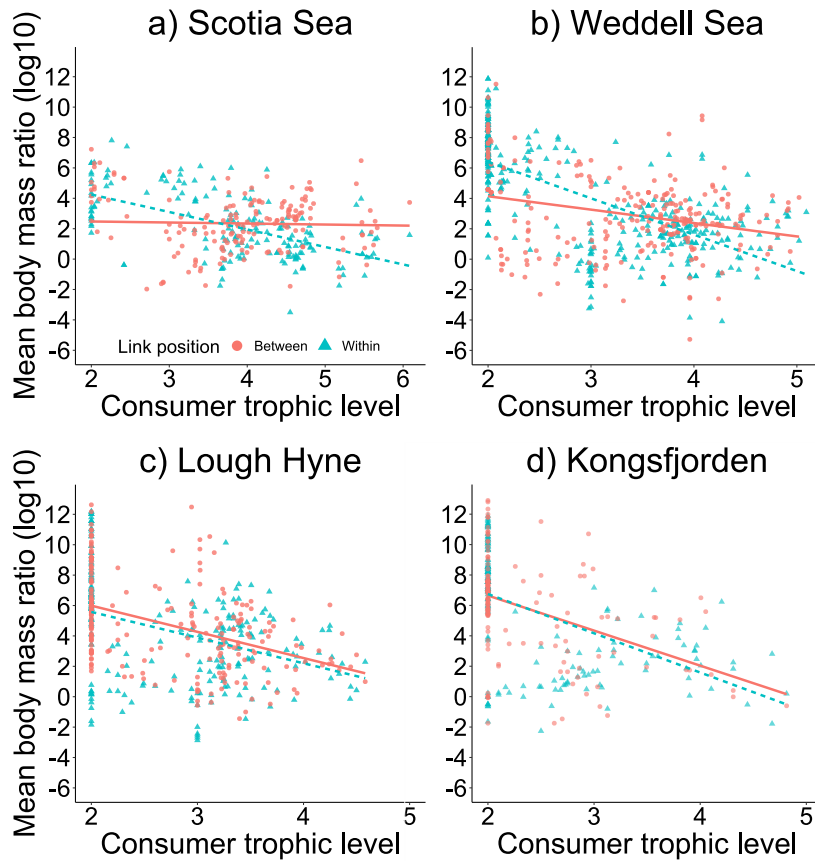 a) Scotia Sea
b) Weddell Sea
Mean body mass ratio (log10)
12
10
8
6
4
2
0
-2
-4
-6
12
10
8
6
4
2
0
-2
-4
-6
Link position Between Within
2 3 4 5 6
2 3 4 5
Consumer trophic level
Consumer trophic level
c) Lough Hyne
d) Kongsfjorden
Mean body mass ratio (log10)
12
10
8
6
4
2
0
-2
-4
-6
12
10
8
6
4
2
0
-2
-4
-6
2 3 4 5
2 3 4 5
Consumer trophic level
Consumer trophic level